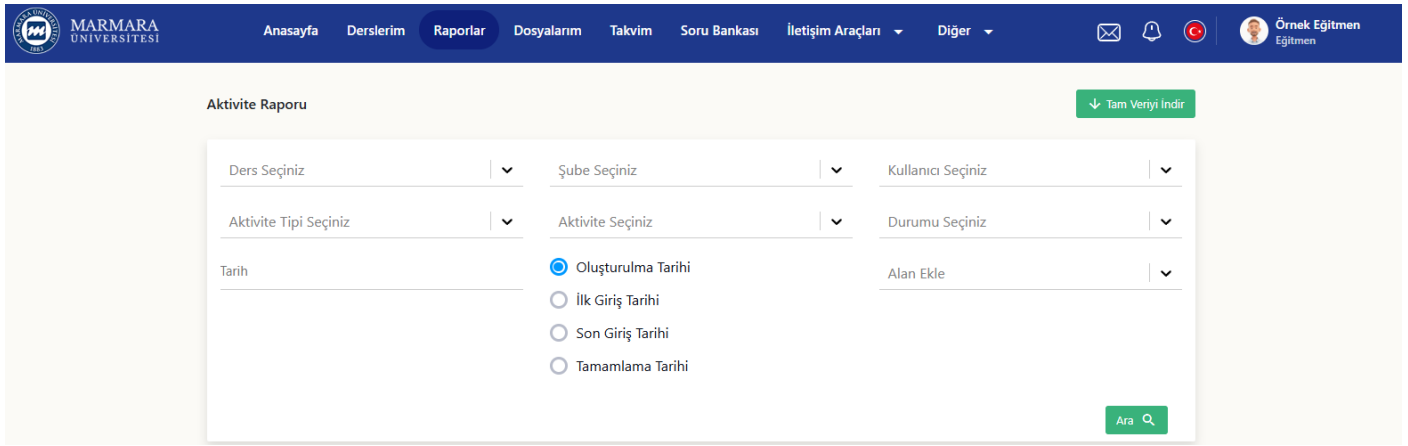 MARMARA
ÜNİVERSİTESİ
Anasayfa Derslerim Raporlar Dosyalarım Takvim Soru Bankası İletişim Araçları Diğer
Örnek Eğitmen
Eğitmen
Aktivite Raporu
Tam Veriyi İndir
Ders Seçiniz Şube Seçiniz Kullanıcı Seçiniz
Aktivite Tipi Seçiniz Aktivite Seçiniz Durumu Seçiniz
Tarih Oluşturulma Tarihi Alan Ekle
İlk Giriş Tarihi
Son Giriş Tarihi
Tamamlama Tarihi
Ara